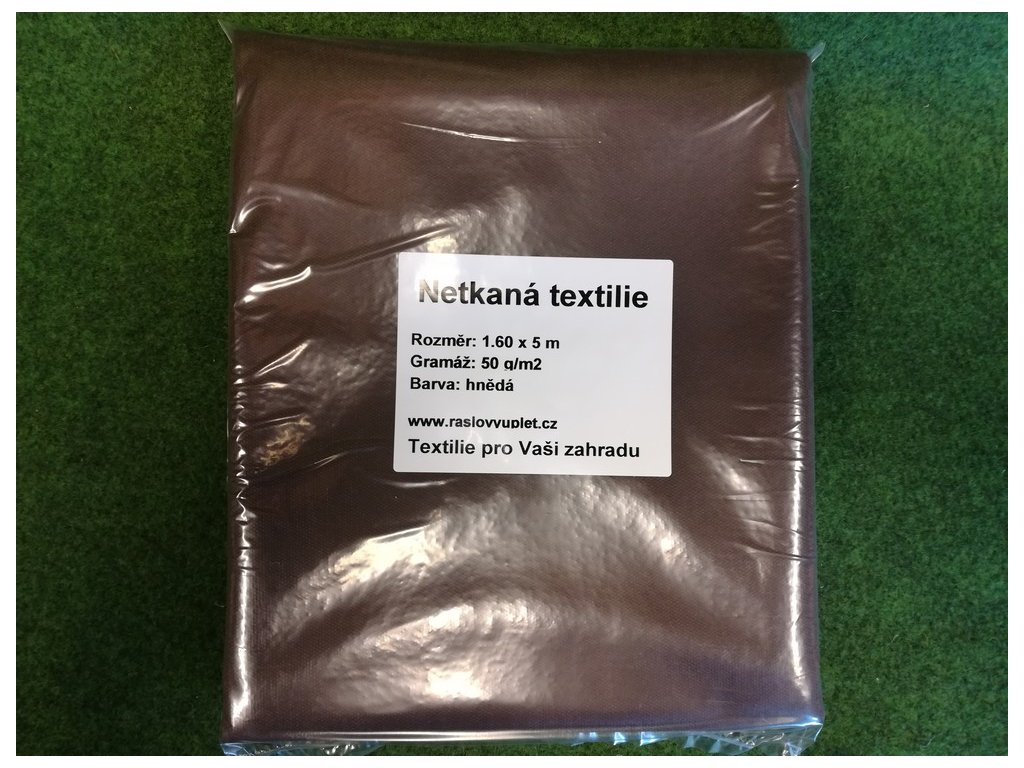 Netkaná textilie
Rozměr: 1.60 x 5 m
Gramáž: 50 g/m2
Barva: hnědá
www.raslovyuplet.cz
Textilie pro Vaši zahradu